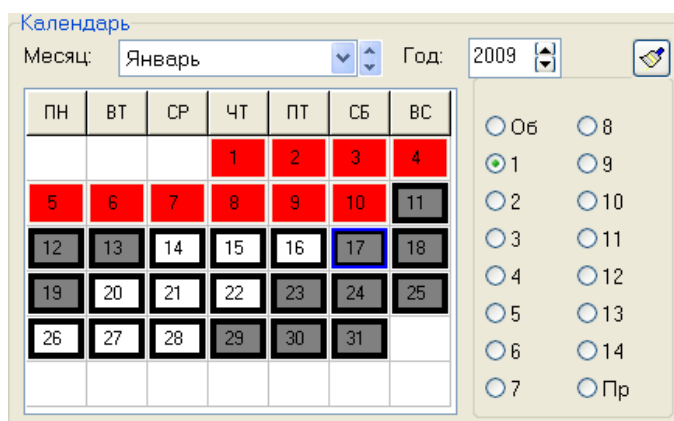 Календарь
Месяц: Январь Год: 2009
ПН ВТ СР ЧТ ПТ СБ ВС
1 2 3 4
5 6 7 8 9 10 11
12 13 14 15 16 17 18
19 20 21 22 23 24 25
26 27 28 29 30 31
Об 8
1 9
2 10
3 11
4 12
5 13
6 14
7 Пр